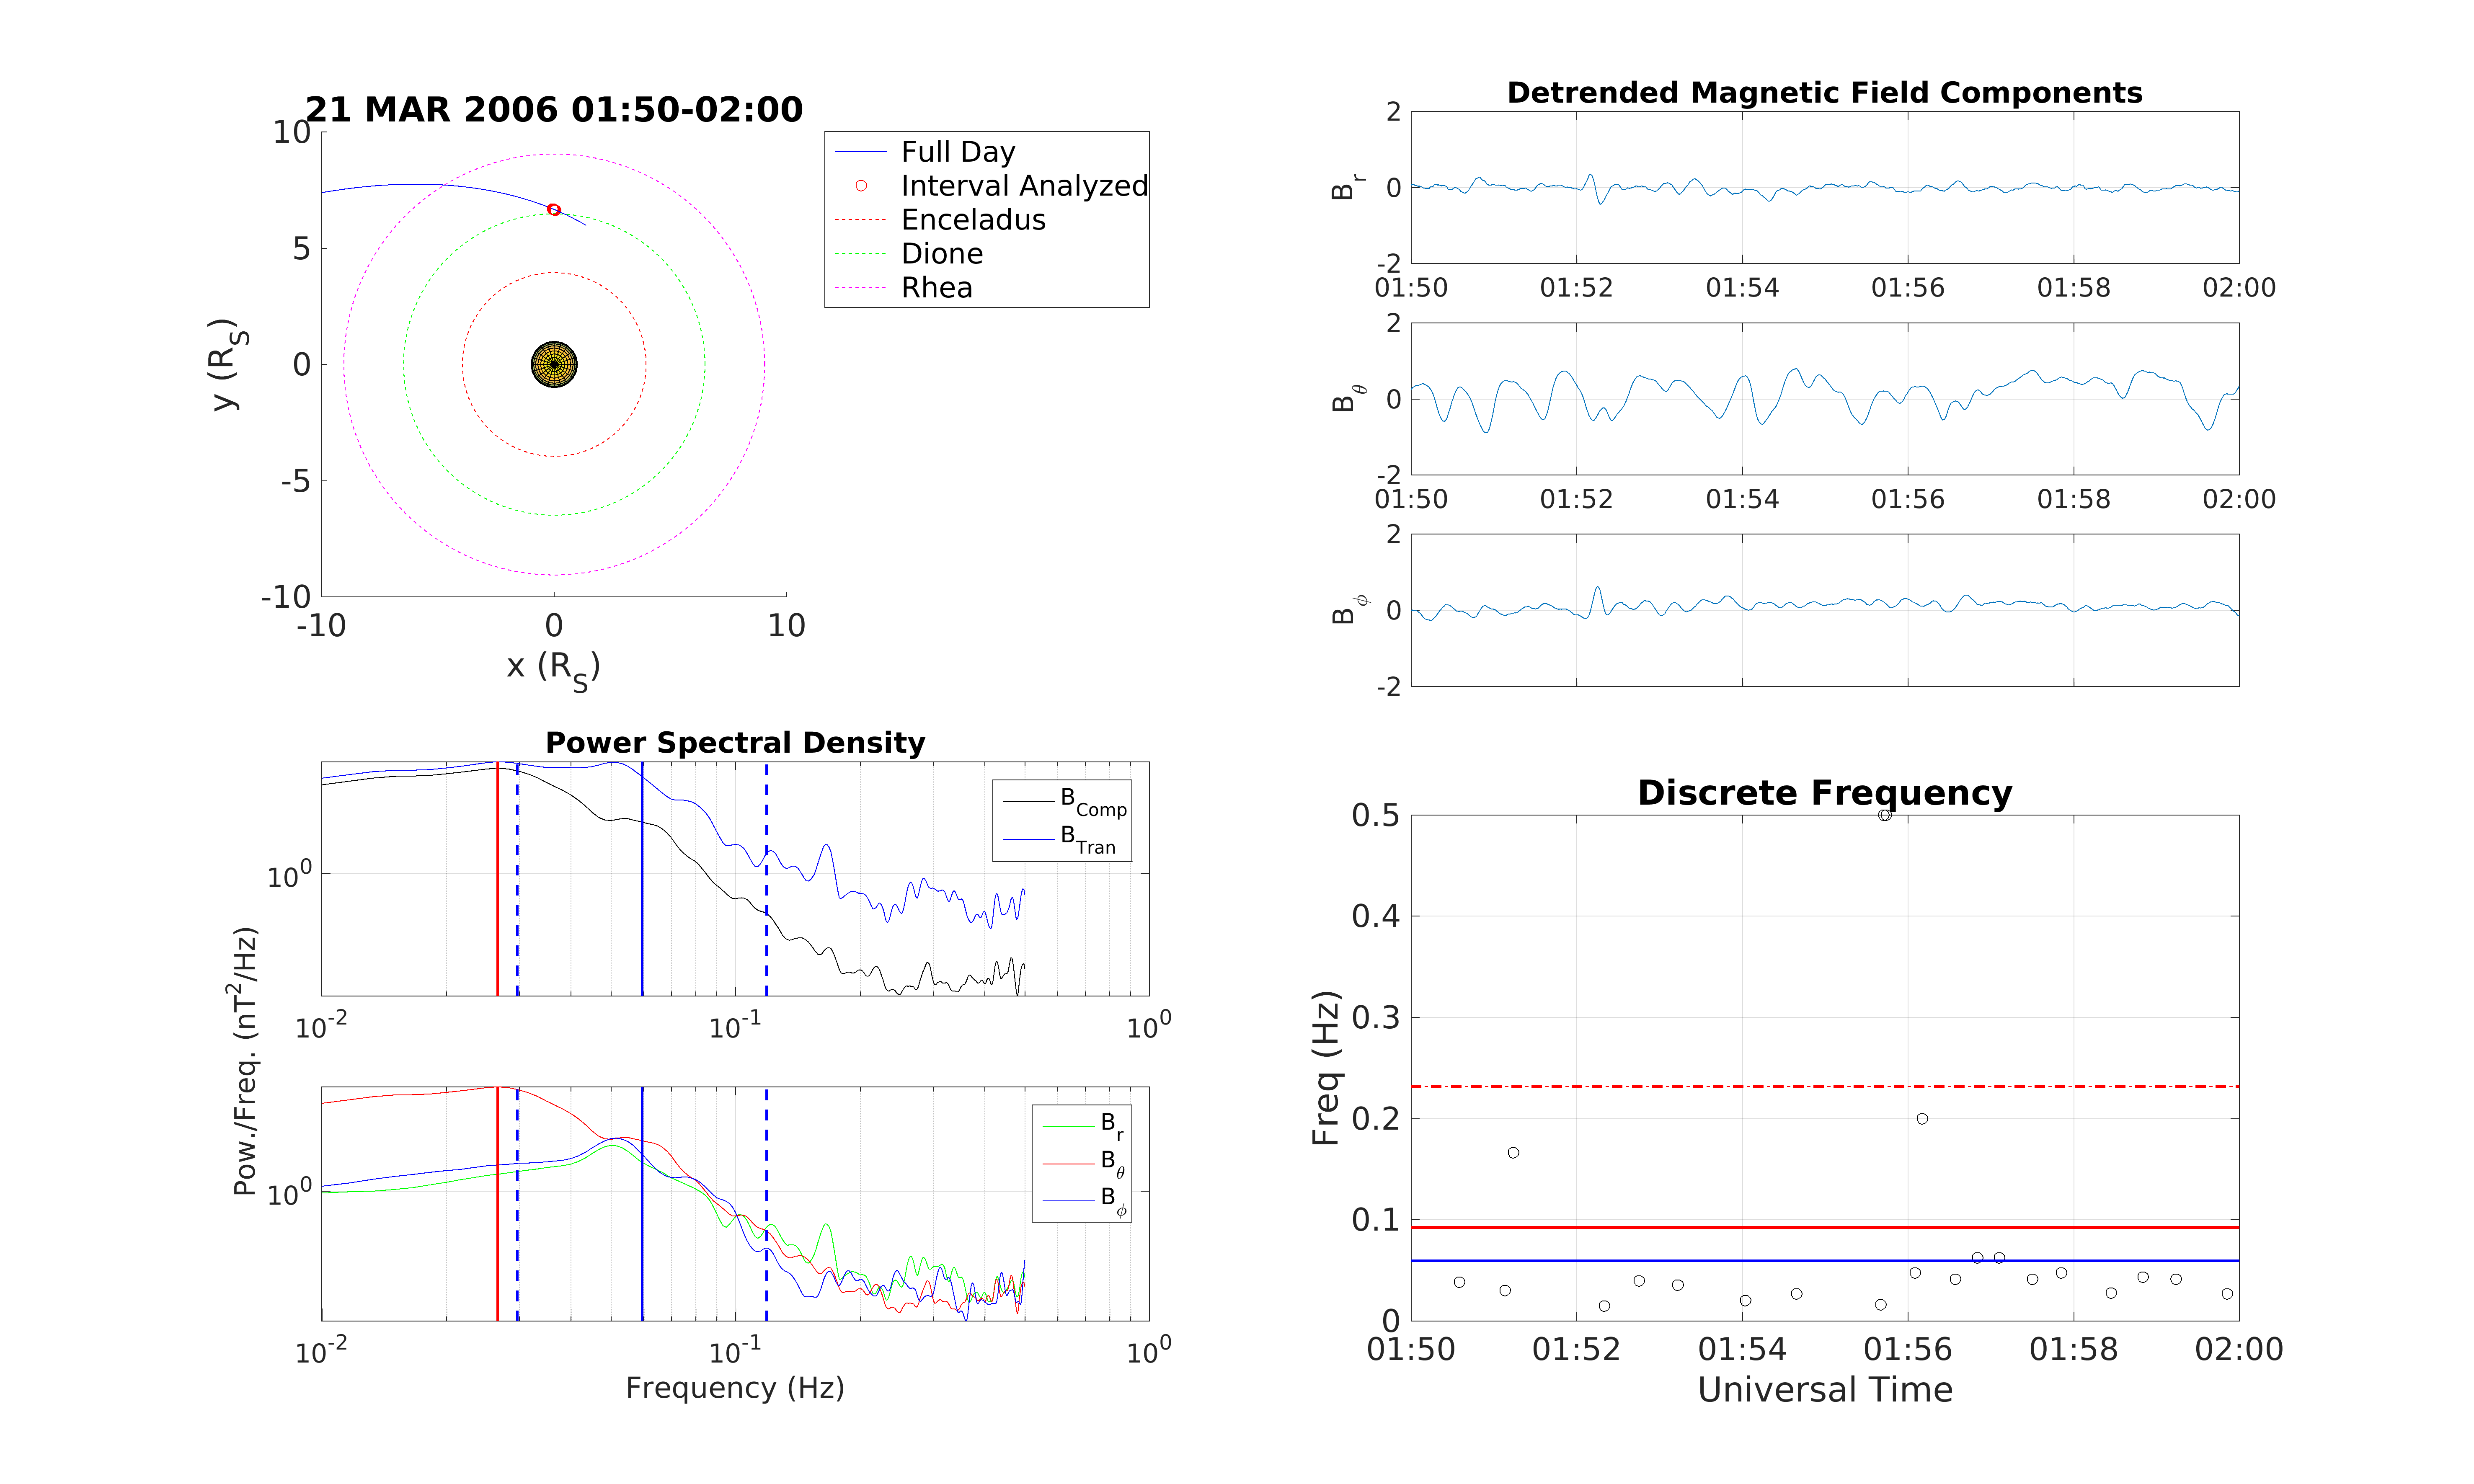 21 MAR 2006 01:50-02:00
10
5
0
-5
-10
-10 0 10
y (R_S)
x (R_S)
Full Day
Interval Analyzed
Enceladus
Dione
Rhea
Detrended Magnetic Field Components
2
0
-2
B_r
01:50 01:52 01:54 01:56 01:58 02:00
2
0
-2
B_θ
01:50 01:52 01:54 01:56 01:58 02:00
2
0
-2
B_ϕ
Power Spectral Density
10^0
B_Comp
B_Tran
10^-2 10^-1 10^0
Pow./Freq. (nT^2/Hz)
10^0
B_r
B_θ
B_ϕ
10^-2 10^-1 10^0
Frequency (Hz)
Discrete Frequency
0.5
0.4
0.3
0.2
0.1
0
Freq (Hz)
01:50 01:52 01:54 01:56 01:58 02:00
Universal Time